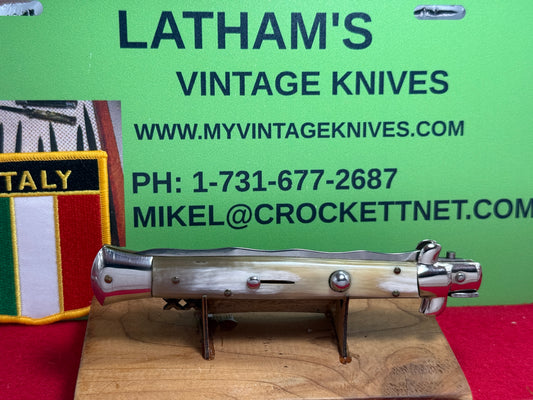 LATHAM'S
VINTAGE KNIVES
WWW.MYVINTAGEKNIVES.COM
PH: 1-731-677-2687
MIKEL@CROCKETTNET.COM
TALY